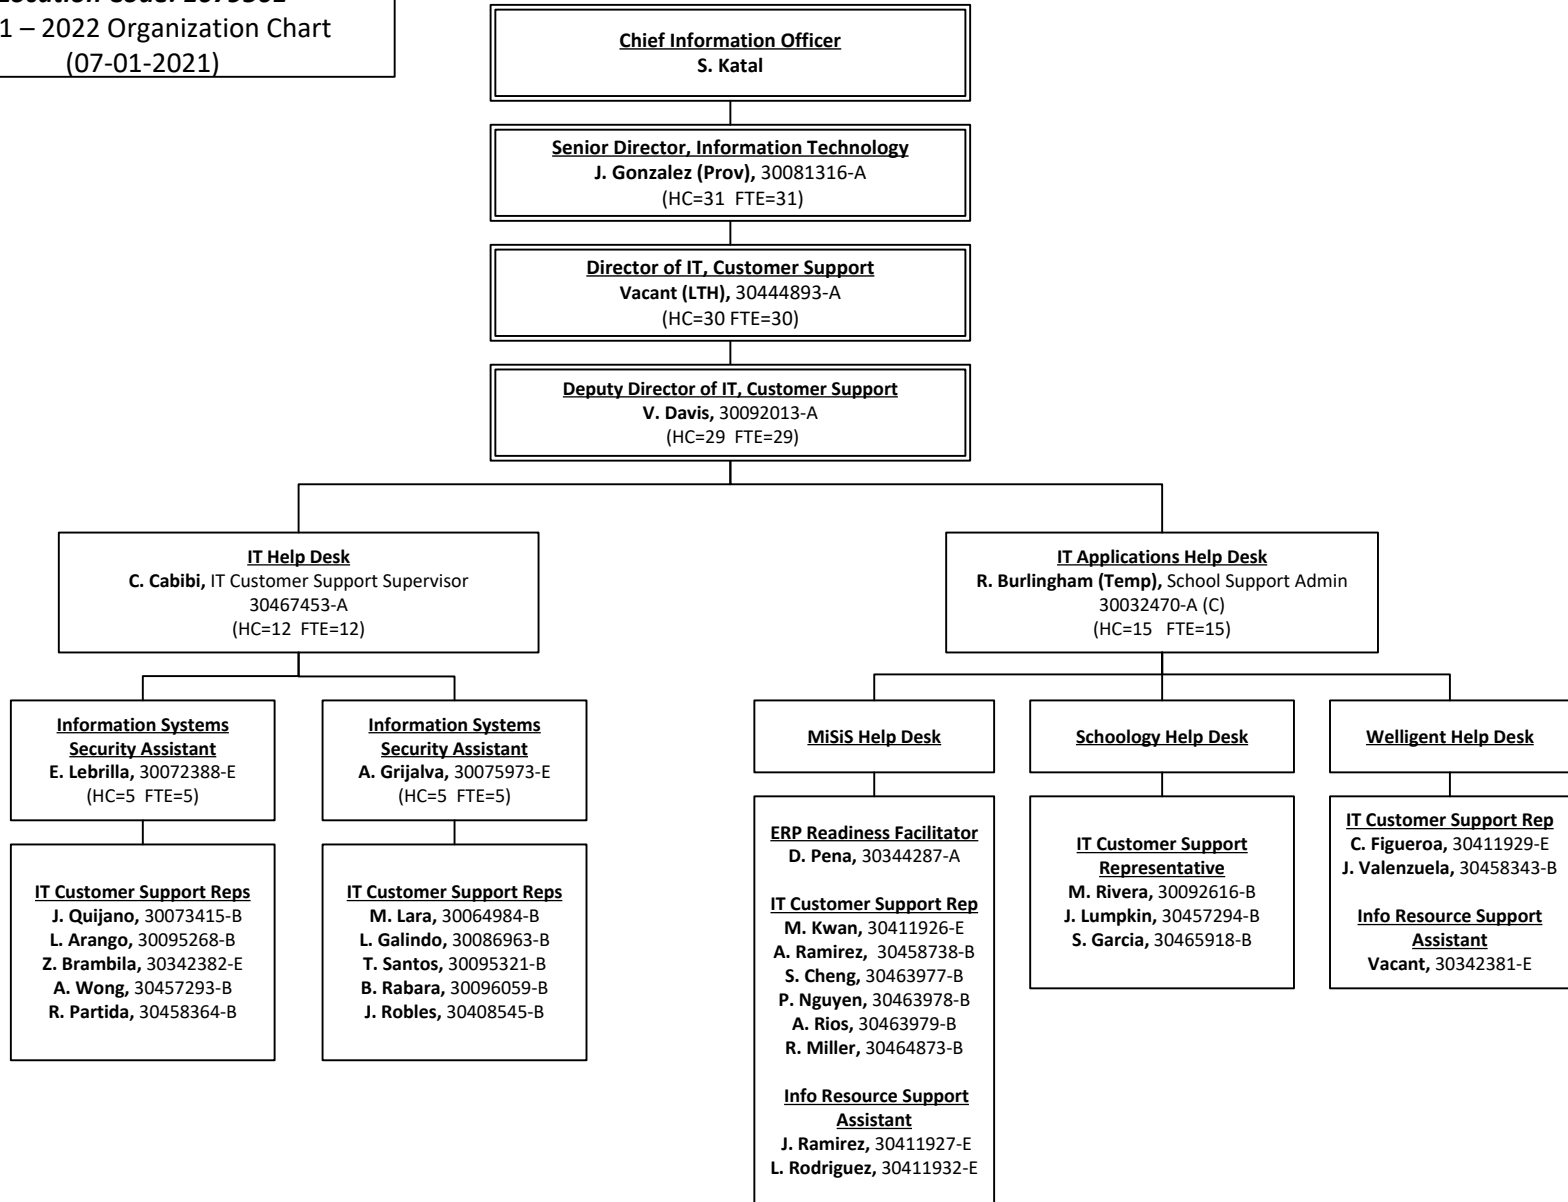 1 – 2022 Organization Chart
(07-01-2021)
Chief Information Officer
S. Katal
Senior Director, Information Technology
J. Gonzalez (Prov), 30081316-A
(HC=31 FTE=31)
Director of IT, Customer Support
Vacant (LTH), 30444893-A
(HC=30 FTE=30)
Deputy Director of IT, Customer Support
V. Davis, 30092013-A
(HC=29 FTE=29)
IT Help Desk
C. Cabibi, IT Customer Support Supervisor
30467453-A
(HC=12 FTE=12)
IT Applications Help Desk
R. Burlingham (Temp), School Support Admin
30032470-A (C)
(HC=15 FTE=15)
Information Systems
Security Assistant
E. Lebrilla, 30072388-E
(HC=5 FTE=5)
Information Systems
Security Assistant
A. Grijalva, 30075973-E
(HC=5 FTE=5)
MiSiS Help Desk
Schoology Help Desk
Welligent Help Desk
IT Customer Support Reps
J. Quijano, 30073415-B
L. Arango, 30095268-B
Z. Brambila, 30342382-E
A. Wong, 30457293-B
R. Partida, 30458364-B
IT Customer Support Reps
M. Lara, 30064984-B
L. Galindo, 30086963-B
T. Santos, 30095321-B
B. Rabara, 30096059-B
J. Robles, 30408545-B
ERP Readiness Facilitator
D. Pena, 30344287-A
IT Customer Support Rep
M. Kwan, 30411926-E
A. Ramirez, 30458738-B
S. Cheng, 30463977-B
P. Nguyen, 30463978-B
A. Rios, 30463979-B
R. Miller, 30464873-B
Info Resource Support
Assistant
J. Ramirez, 30411927-E
L. Rodriguez, 30411932-E
IT Customer Support
Representative
M. Rivera, 30092616-B
J. Lumpkin, 30457294-B
S. Garcia, 30465918-B
IT Customer Support Rep
C. Figueroa, 30411929-E
J. Valenzuela, 30458343-B
Info Resource Support
Assistant
Vacant, 30342381-E